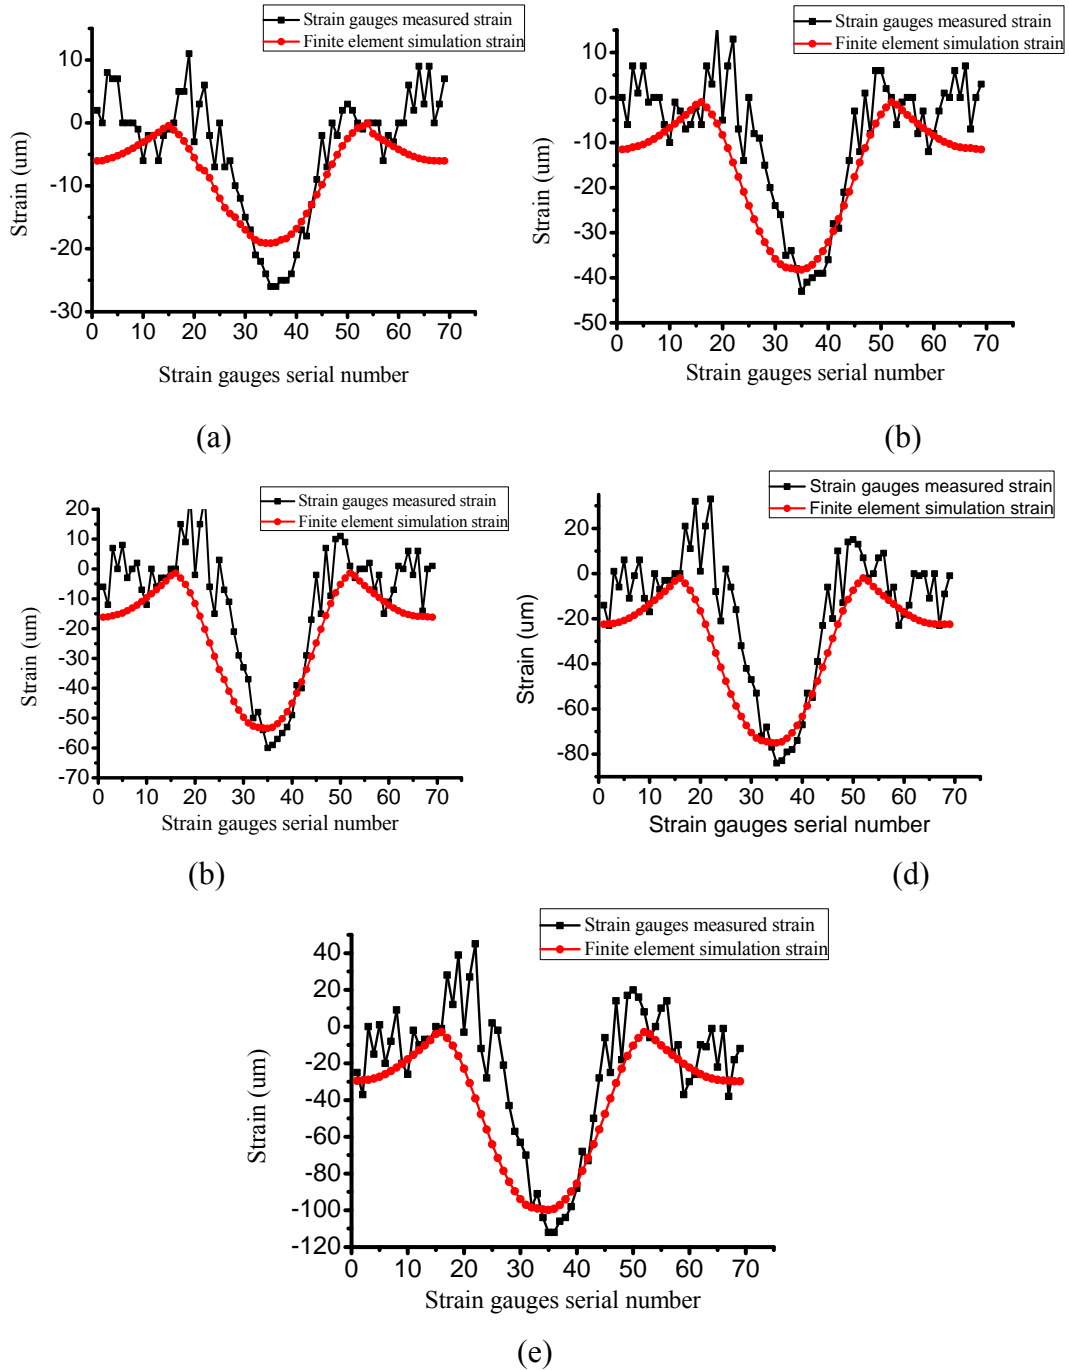 Strain gauges measured strain
Finite element simulation strain
10
0
-10
-20
-30
Strain (um)
0 10 20 30 40 50 60 70
Strain gauges serial number
(a)
Strain gauges measured strain
Finite element simulation strain
10
0
-10
-20
-30
-40
-50
Strain (um)
0 10 20 30 40 50 60 70
Strain gauges serial number
(b)
Strain gauges measured strain
Finite element simulation strain
20
10
0
-10
-20
-30
-40
-50
-60
-70
Strain (um)
0 10 20 30 40 50 60 70
Strain gauges serial number
(b)
Strain gauges measured strain
Finite element simulation strain
20
0
-20
-40
-60
-80
Strain (um)
0 10 20 30 40 50 60 70
Strain gauges serial number
(d)
Strain gauges measured strain
Finite element simulation strain
40
20
0
-20
-40
-60
-80
-100
-120
Strain (um)
0 10 20 30 40 50 60 70
Strain gauges serial number
(e)